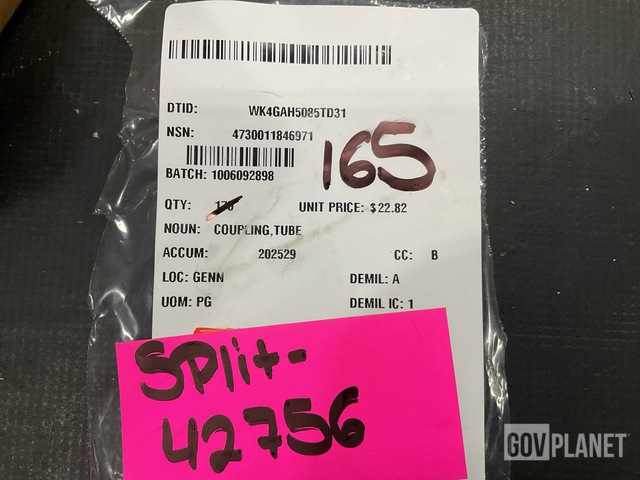 DTID: WK4GAH5085TD31
NSN: 4730011846971
165
BATCH: 1006092898
QTY: UNIT PRICE: $22.82
NOUN: COUPLING,TUBE
ACCUM: 202529 CC: B
LOC: GENN DEMIL: A
UOM: PG DEMIL IC: 1
Split-
42756
GOVPLANET